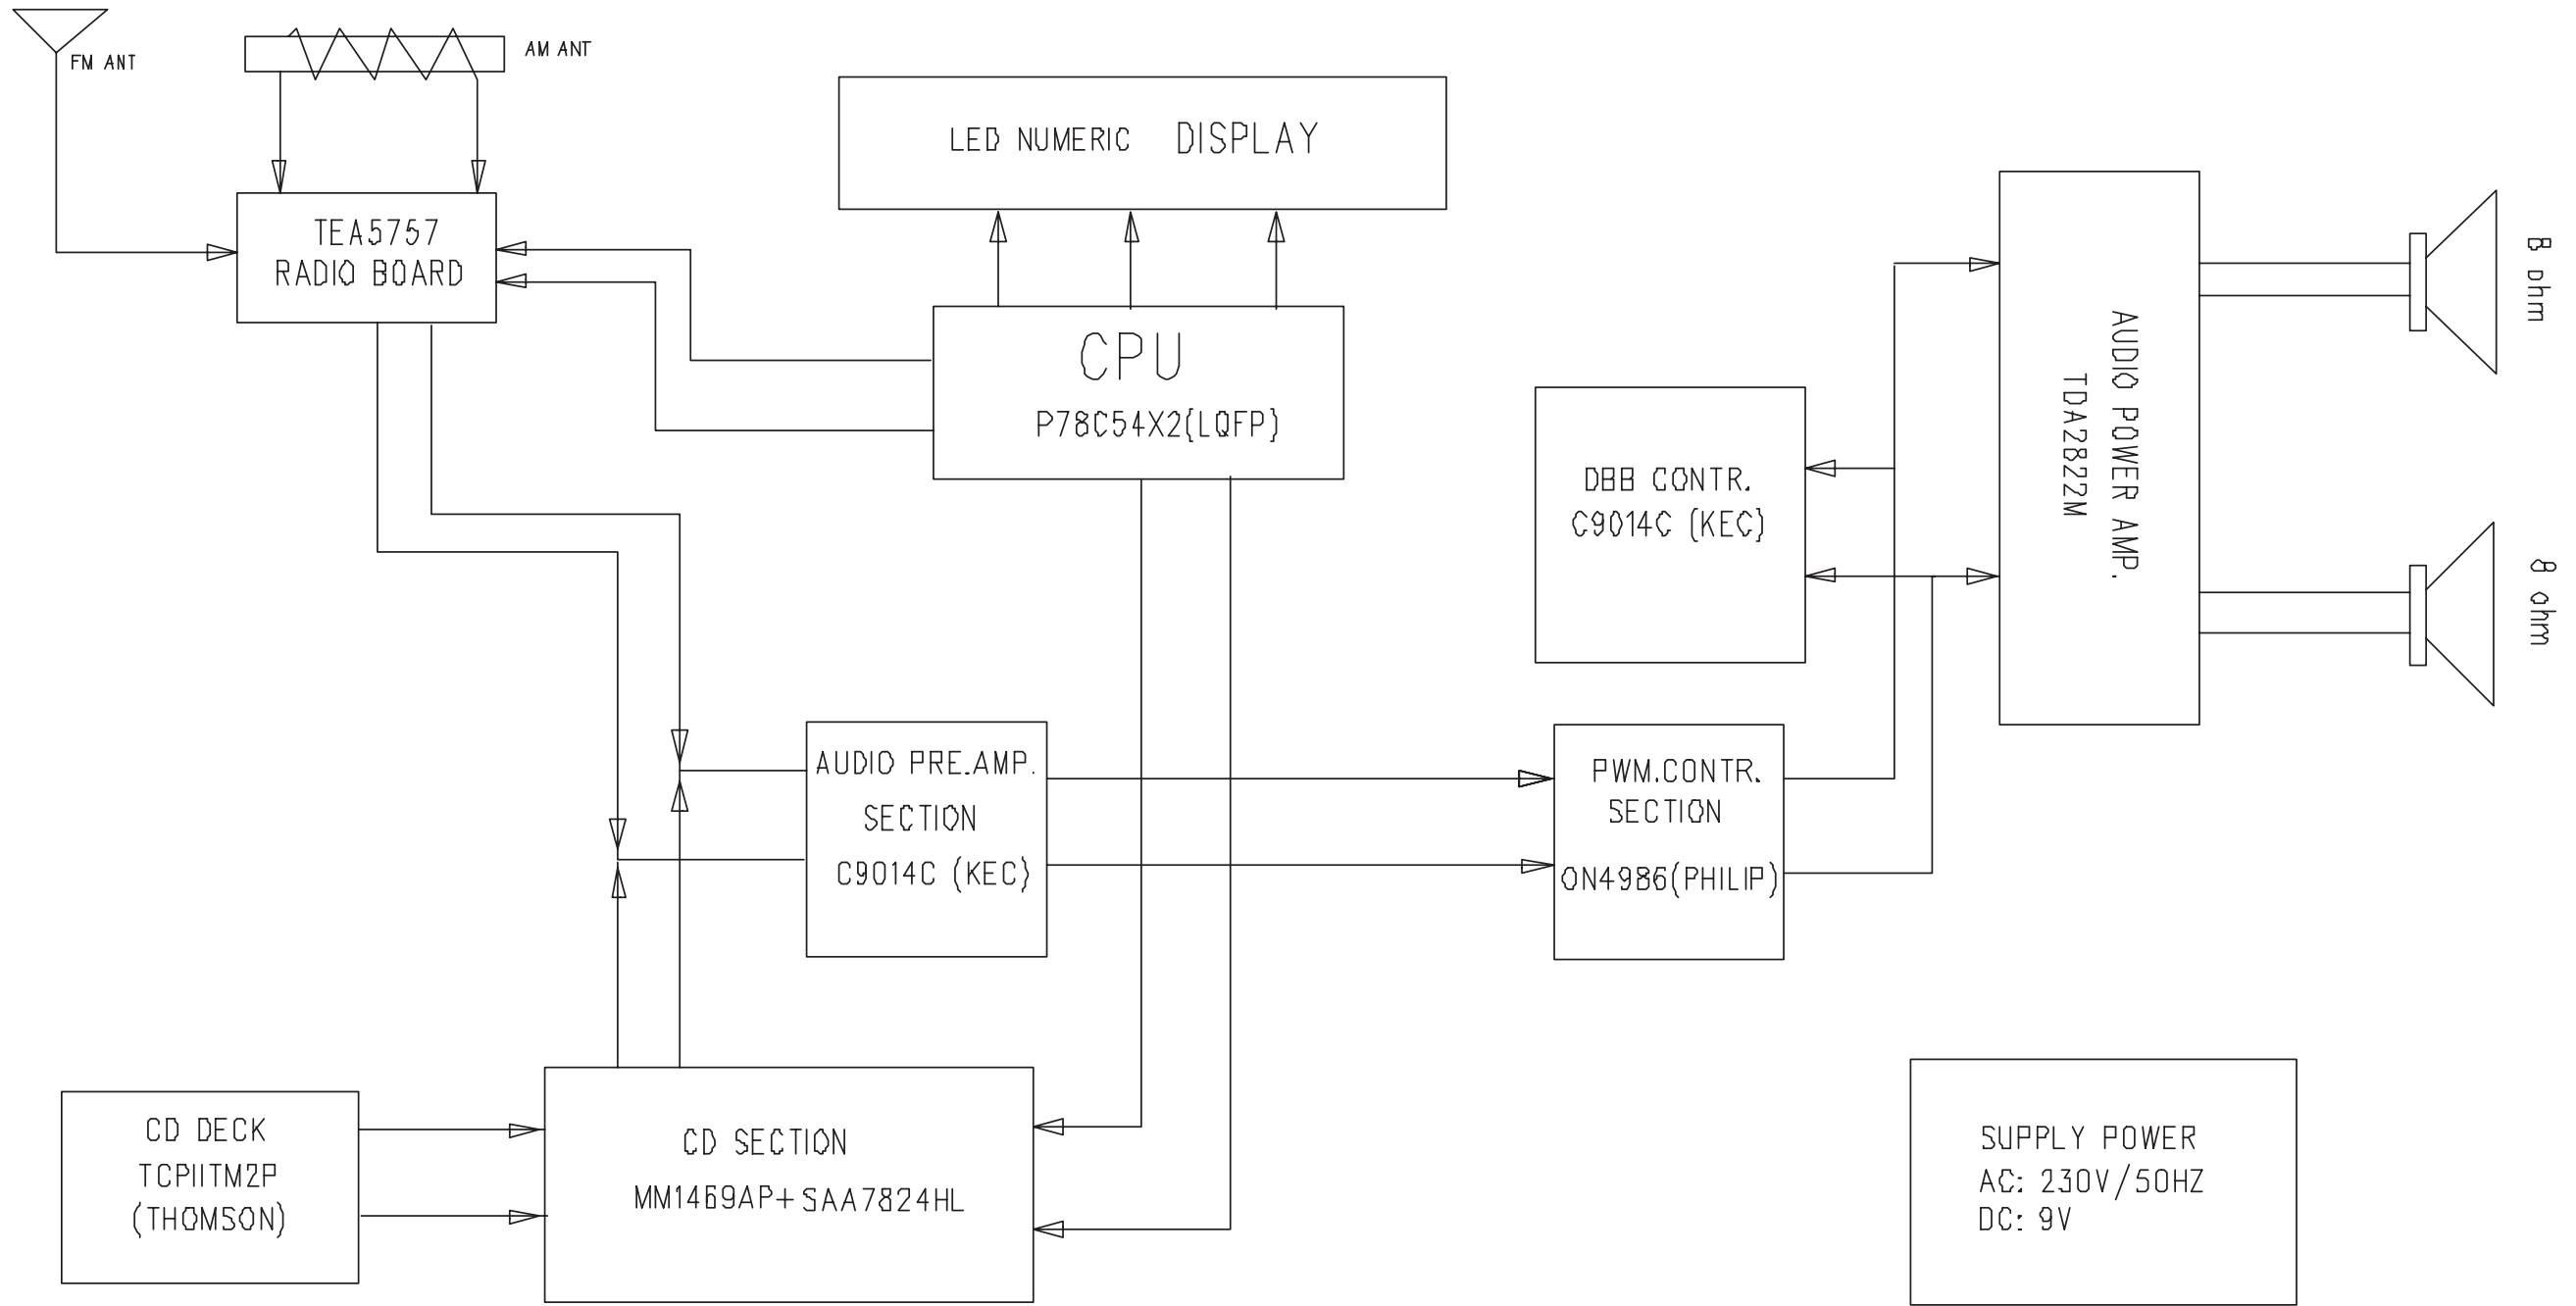 FM ANT
AM ANT
LED NUMERIC DISPLAY
TEA5757
RADIO BOARD
CPU
P78C54X2(LQFP)
AUDIO POWER AMP.
TDA2822M
8 ohm
8 ohm
DBB CONTR.
C9014C (KEC)
AUDIO PRE.AMP.
SECTION
C9014C (KEC)
PWM.CONTR.
SECTION
ON4986(PHILIP)
CD DECK
TCPIITM2P
(THOMSON)
CD SECTION
MM1469AP+SAA7824HL
SUPPLY POWER
AC: 230V/50HZ
DC: 9V